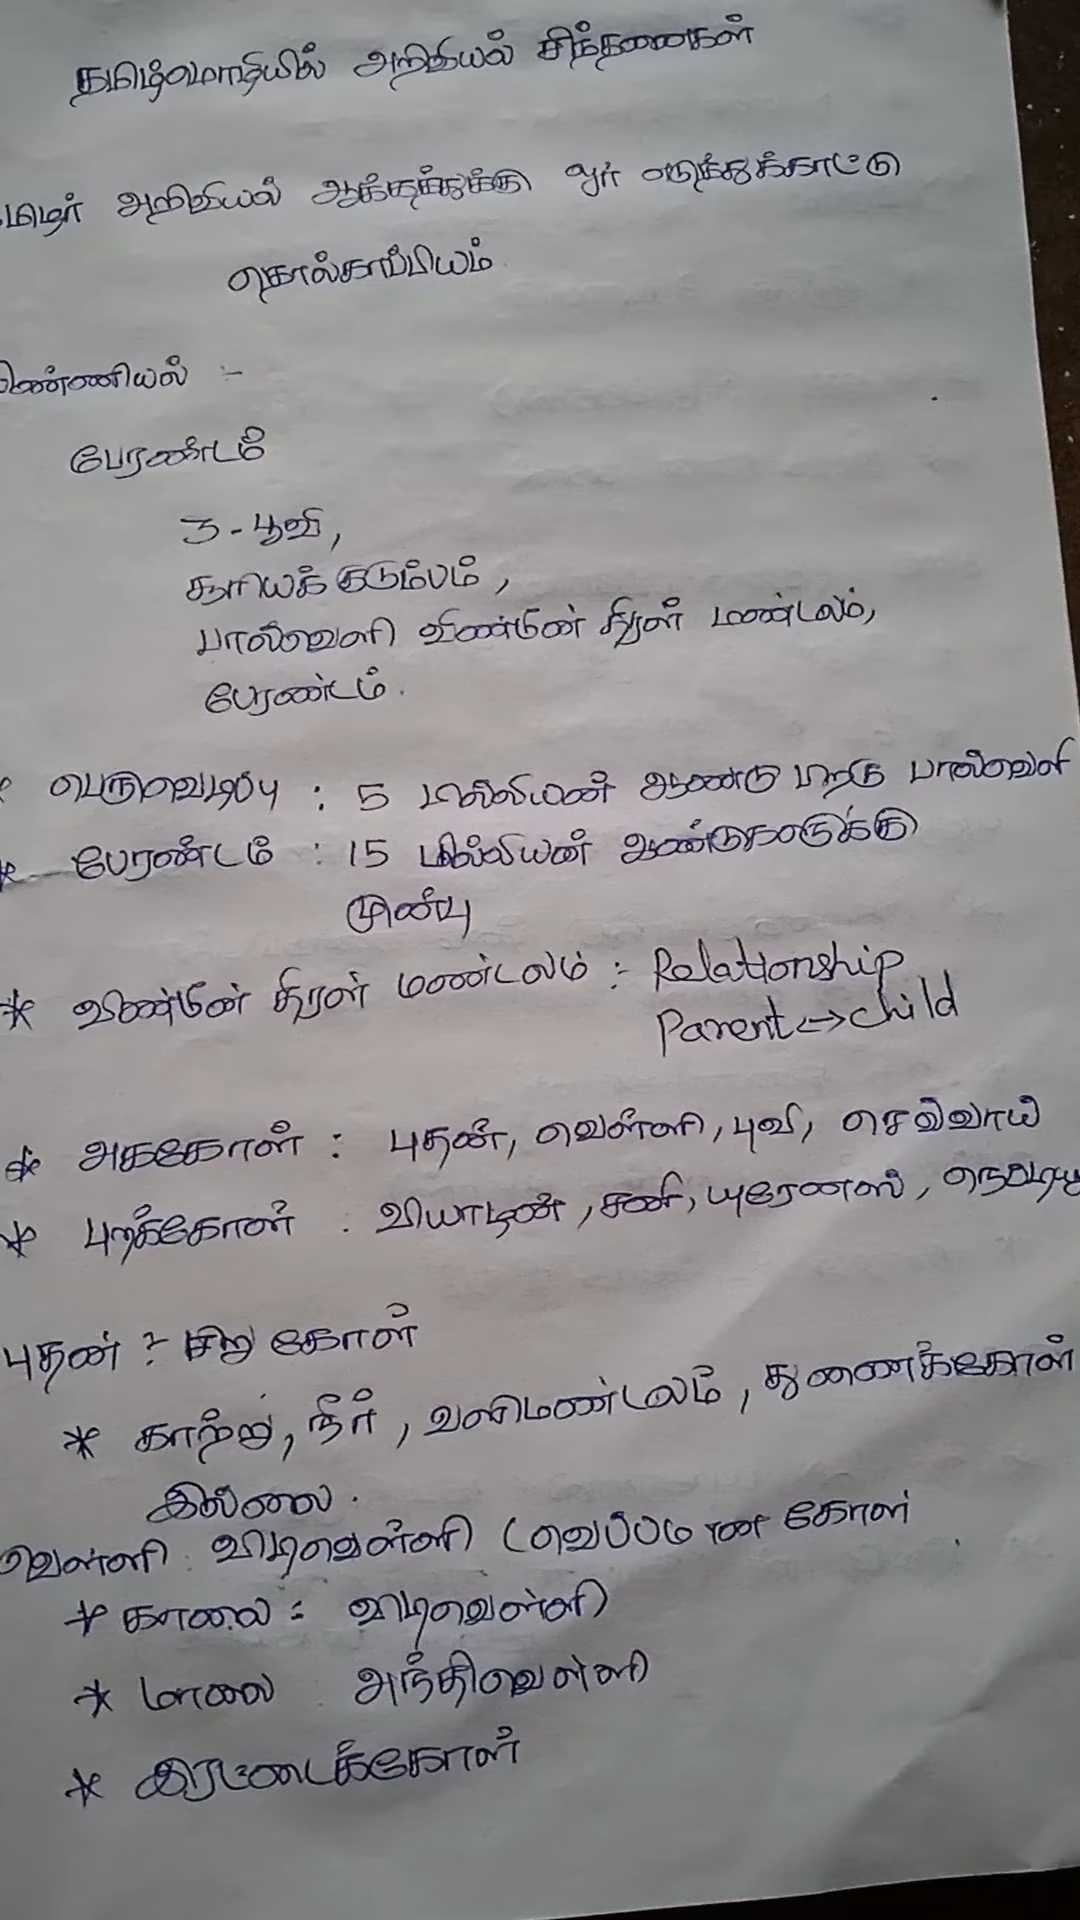 தமிழ்மொழியில் அறிவியல் சிந்தனைகள்
தமிழர் அறிவியல் ஆக்கத்துக்கு ஓர் எடுத்துக்காட்டு
தொல்காப்பியம்
விண்ணியல் :-
பேரண்டம்
3 - பூவி,
சூரியக் குடும்பம்,
பால்வெளி விண்மீன் திரள் மண்டலம்,
பேரண்டம்.
* பெருவெடிப்பு : 5 மில்லியன் ஆண்டு பிறகு பால்வெளி
* பேரண்டம் : 15 மில்லியன் ஆண்டுகளுக்கு
முன்பு
* விண்மீன் திரள் மண்டலம் :- Relationship
Parent <-> child
* அககோள் : புதன், வெள்ளி, புவி, செவ்வாய்
* புறக்கோள் : வியாழன், சனி, யுரேனஸ்,
புதன் :- சிறு கோள்
* காற்று, நீர், வளிமண்டலம், துணைக்கோள்
இல்லை.
வெள்ளி : விடிவெள்ளி (வெப்பமான கோள்
* காலை : விடிவெள்ளி
* மாலை : அந்திவெள்ளி
* இரட்டைக்கோள்